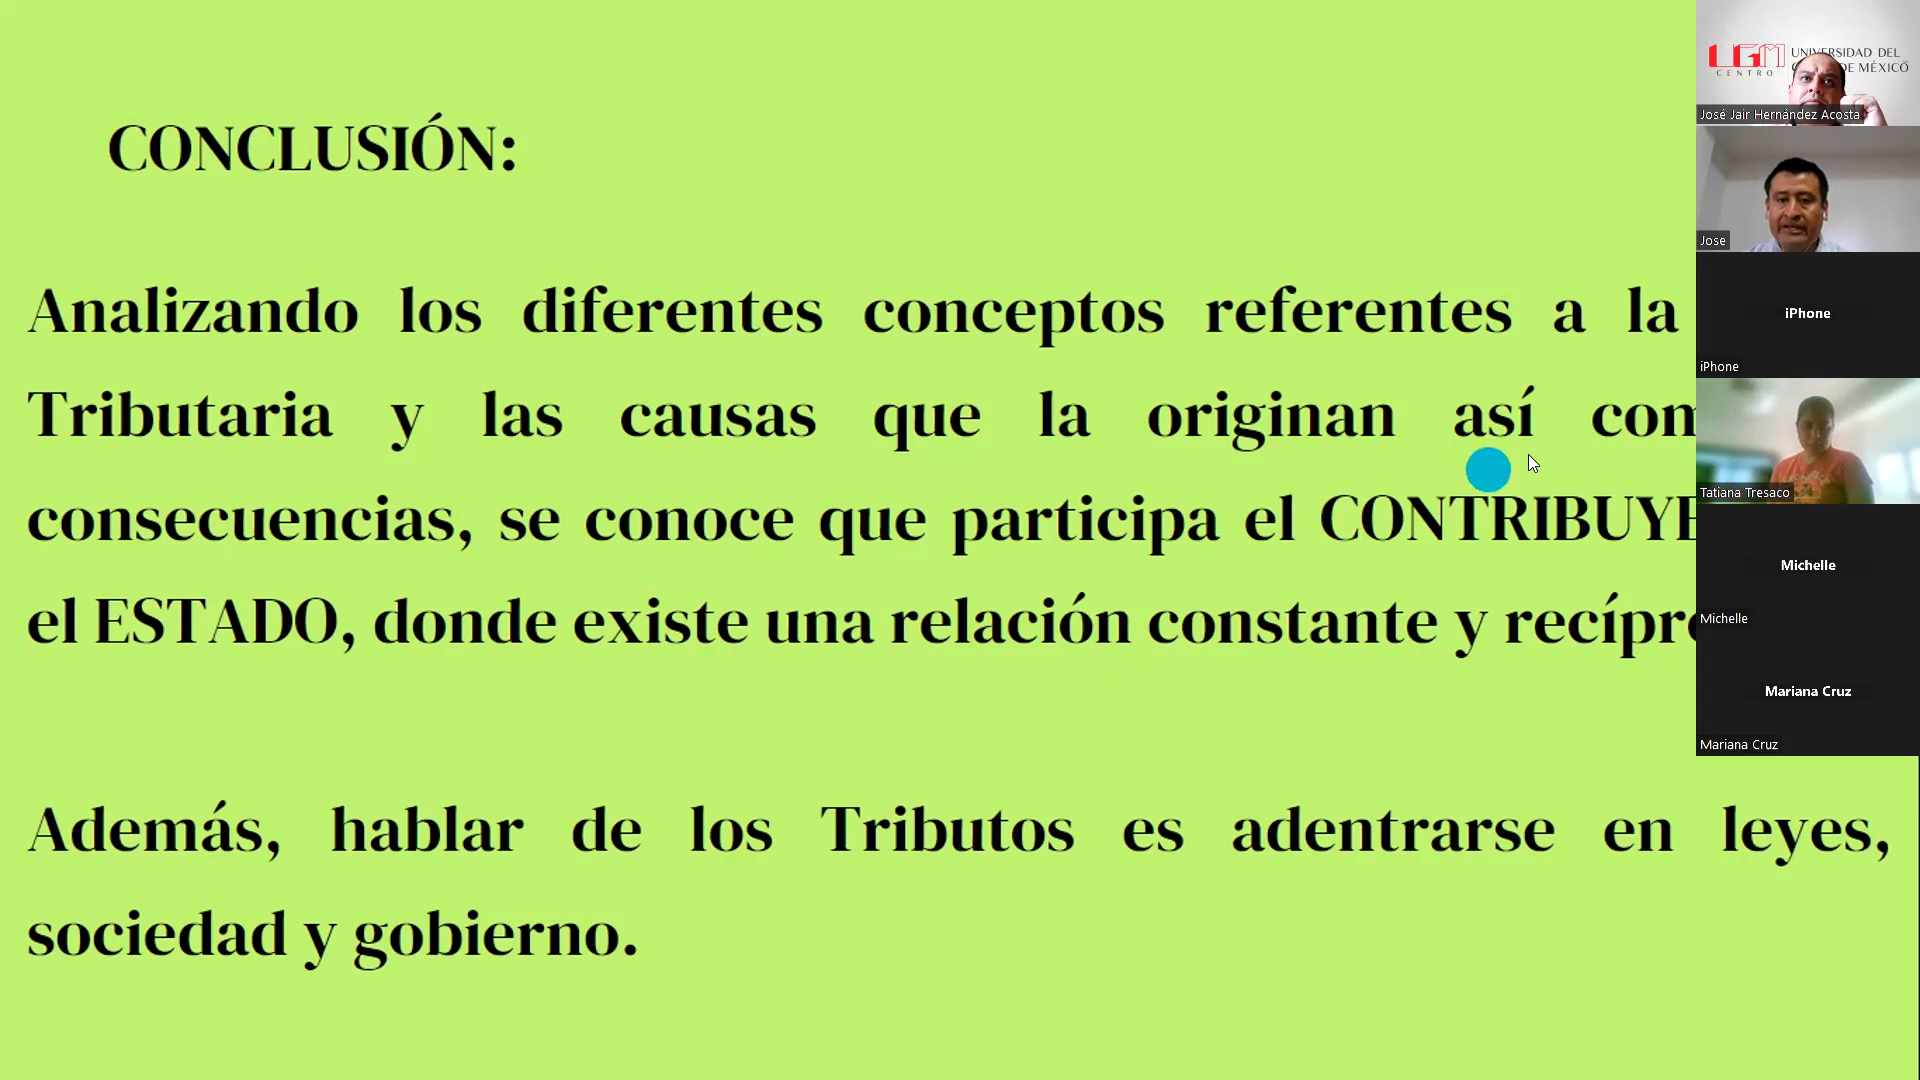 CONCLUSIÓN:
Analizando los diferentes conceptos referentes a la
Tributaria y las causas que la originan así
consecuencias, se conoce que participa el
el ESTADO, donde existe una relación constante y
Además, hablar de los Tributos es adentrarse en leyes,
sociedad y gobierno.
UGM UNIVERSIDAD DEL
CENTRO DE MÉXICO
José Jair Hernández Acosta
Jose
iPhone
iPhone
Tatiana Tresaco
Michelle
Michelle
Mariana Cruz
Mariana Cruz